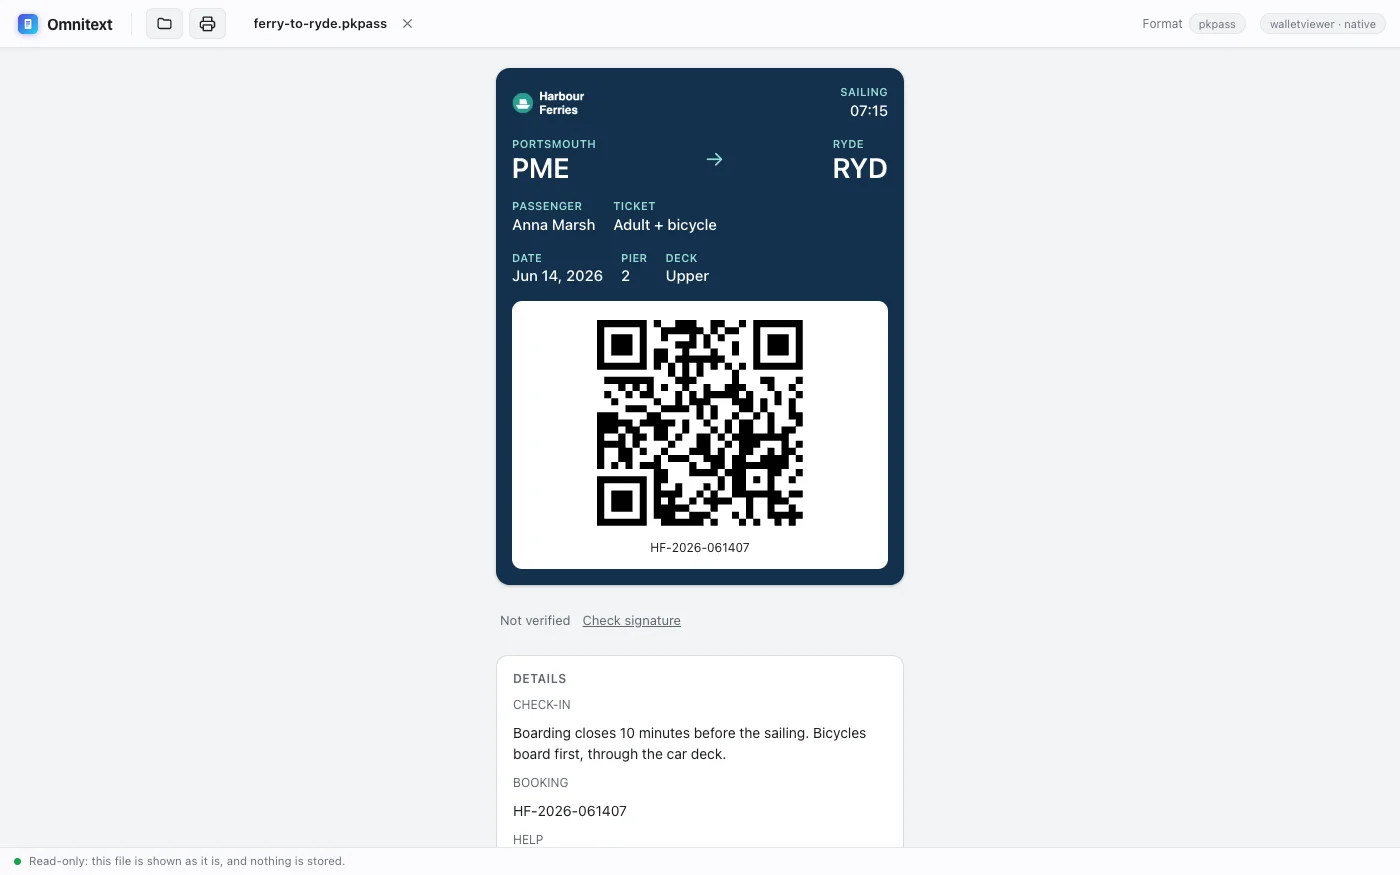 Omnitext
ferry-to-ryde.pkpass
Format pkpass walletviewer · native
Harbour
Ferries
SAILING
07:15
PORTSMOUTH RYDE
PME → RYD
PASSENGER TICKET
Anna Marsh Adult + bicycle
DATE PIER DECK
Jun 14, 2026 2 Upper
HF-2026-061407
Not verified Check signature
DETAILS
CHECK-IN
Boarding closes 10 minutes before the sailing. Bicycles
board first, through the car deck.
BOOKING
HF-2026-061407
HELP
Read-only: this file is shown as it is, and nothing is stored.